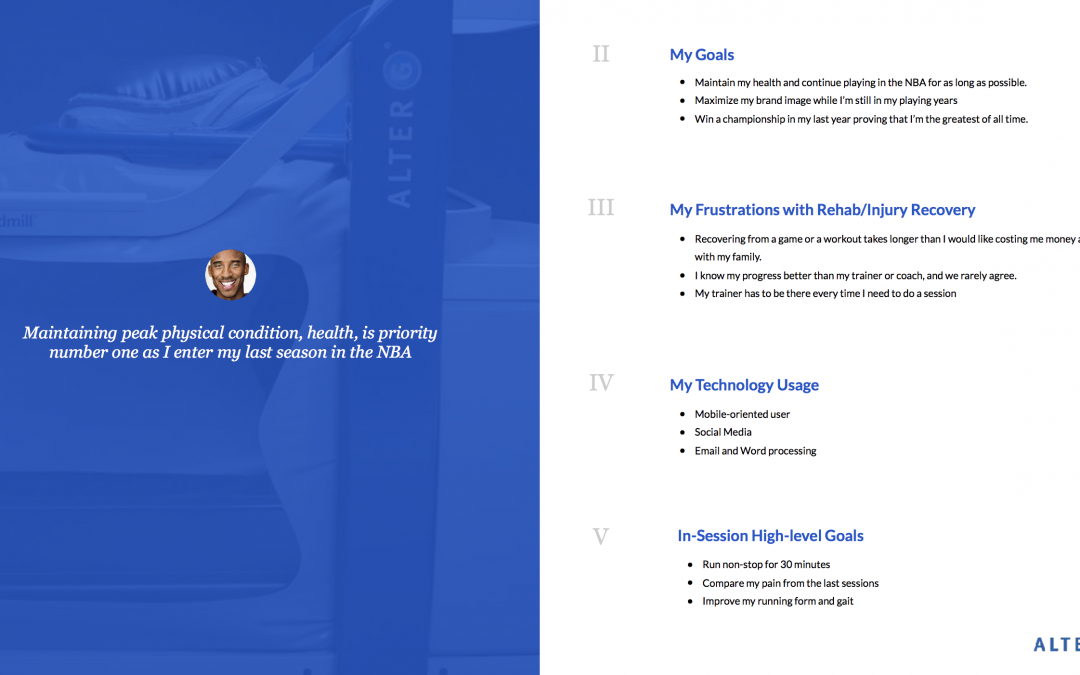 ALTER G
dmill
Maintaining peak physical condition, health, is priority
number one as I enter my last season in the NBA
II
My Goals
Maintain my health and continue playing in the NBA for as long as possible.
Maximize my brand image while I'm still in my playing years
Win a championship in my last year proving that I'm the greatest of all time.
III
My Frustrations with Rehab/Injury Recovery
Recovering from a game or a workout takes longer than I would like costing me money a
with my family.
I know my progress better than my trainer or coach, and we rarely agree.
My trainer has to be there every time I need to do a session
IV
My Technology Usage
Mobile-oriented user
Social Media
Email and Word processing
V
In-Session High-level Goals
Run non-stop for 30 minutes
Compare my pain from the last sessions
Improve my running form and gait
ALTE